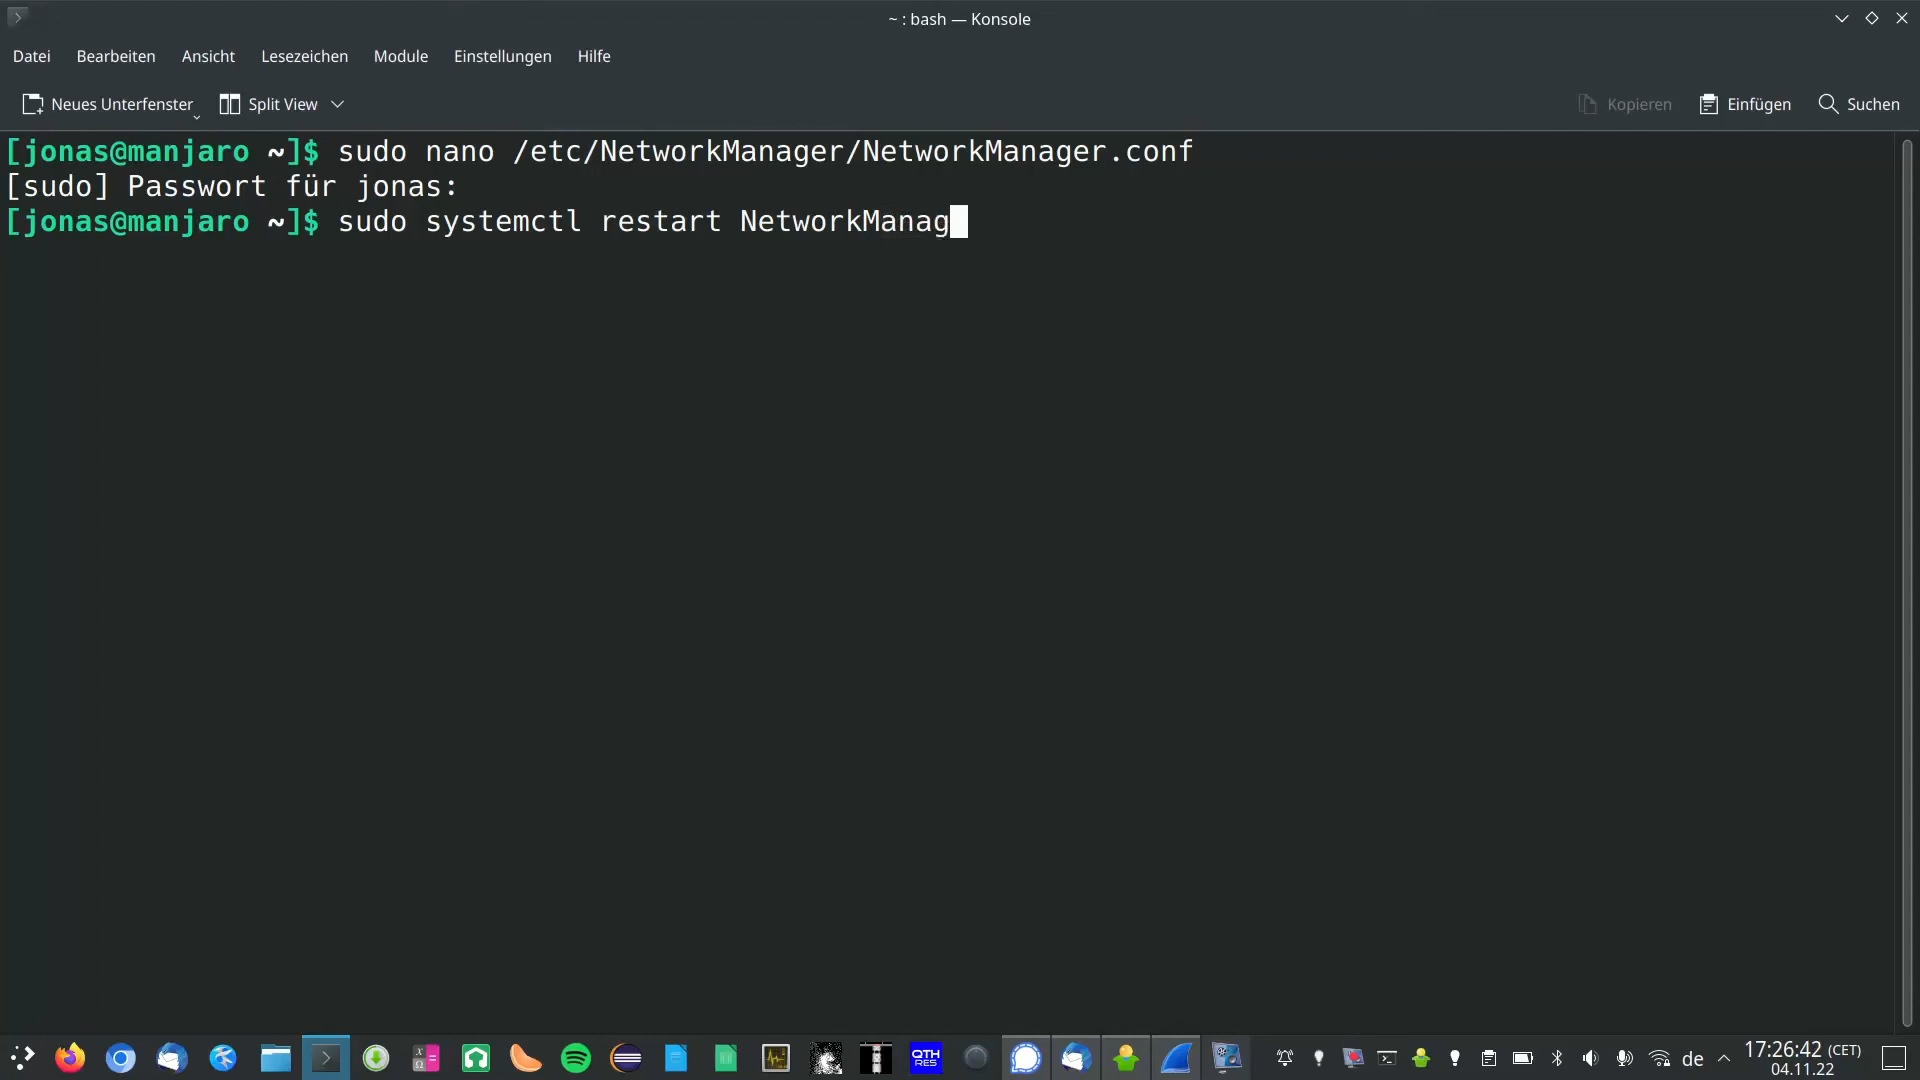 ~ : bash — Konsole
Datei Bearbeiten Ansicht Lesezeichen Module Einstellungen Hilfe
Neues Unterfenster Split View Kopieren Einfügen Suchen
[jonas@manjaro ~]$ sudo nano /etc/NetworkManager/NetworkManager.conf
[sudo] Passwort für jonas:
[jonas@manjaro ~]$ sudo systemctl restart NetworkManag
QTH
RES
de
17:26:42 (CET)
04.11.22